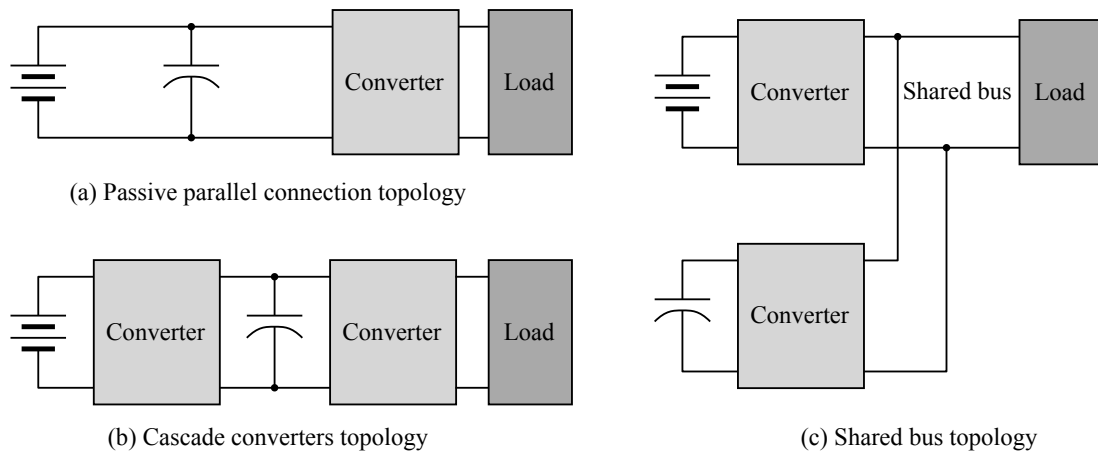 Converter
Load
(a) Passive parallel connection topology
Converter
Converter
Load
(b) Cascade converters topology
Converter
Shared bus
Load
Converter
(c) Shared bus topology